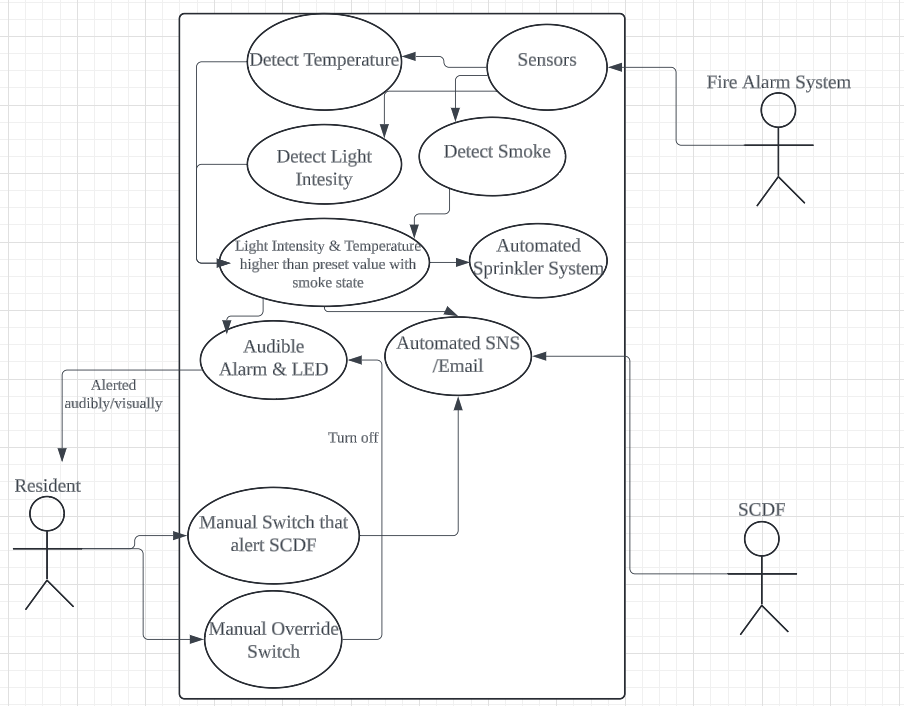 Detect Temperature
Sensors
Fire Alarm System
Detect Light
Intesity
Detect Smoke
Light Intensity & Temperature
higher than preset value with
smoke state
Automated
Sprinkler System
Audible
Alarm & LED
Automated SNS
/Email
Alerted
audibly/visually
Turn off
Resident
SCDF
Manual Switch that
alert SCDF
Manual Override
Switch